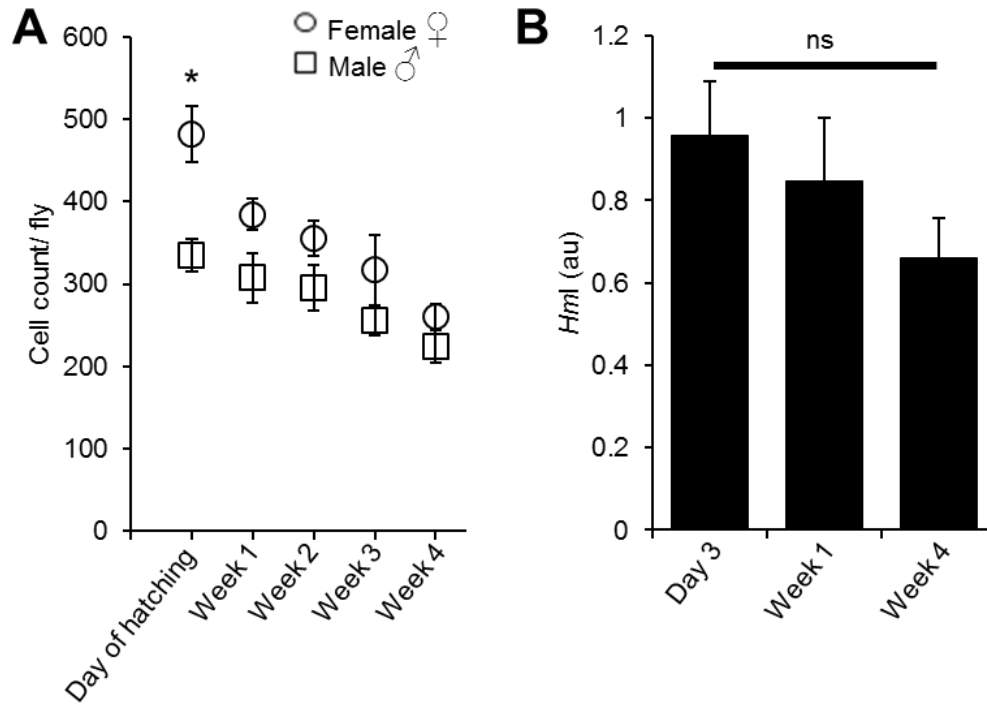 A
Female ♀
Male ♂
*
600
500
400
300
200
100
0
Cell count/ fly
Day of hatching
Week 1
Week 2
Week 3
Week 4
B
ns
1.2
1
0.8
0.6
0.4
0.2
0
Hml (au)
Day 3
Week 1
Week 4